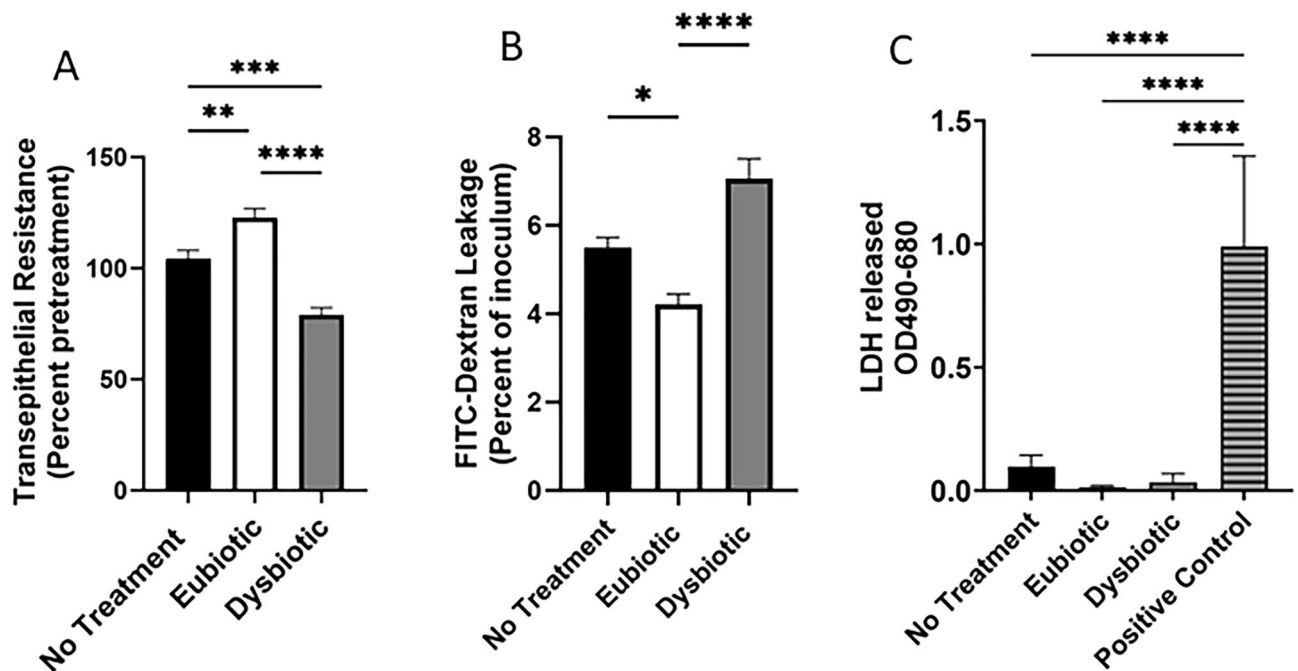 A
***
**
****
Transepithelial Resistance
(Percent pretreatment)
150
100
50
0
No Treatment
Eubiotic
Dysbiotic
B
****
*
FITC-Dextran Leakage
(Percent of inoculum)
8
6
4
2
0
No Treatment
Eubiotic
Dysbiotic
C
****
****
****
LDH released
OD490-680
1.5
1.0
0.5
0.0
No Treatment
Eubiotic
Dysbiotic
Positive Control